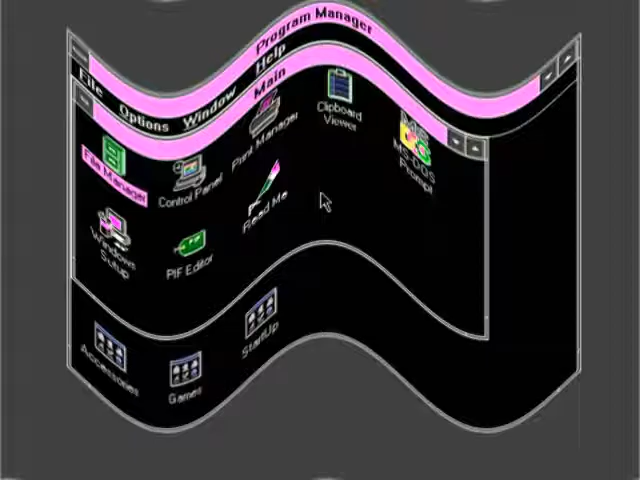 Program Manager
File Options Window Help
Main
File Manager
Control Panel
Print Manager
Clipboard
Viewer
MS-DOS
Prompt
Windows
Setup
PIF Editor
Read Me
Accessories
Games
StartUp